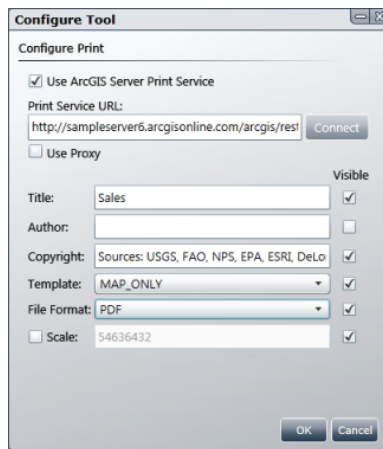 Configure Tool
Configure Print
Use ArcGIS Server Print Service
Print Service URL:
http://sampleserver6.arcgisonline.com/arcgis/rest Connect
Use Proxy
Visible
Title: Sales
Author:
Copyright: Sources: USGS, FAO, NPS, EPA, ESRI, DeLo
Template: MAP_ONLY
File Format: PDF
Scale: 54636432
OK Cancel